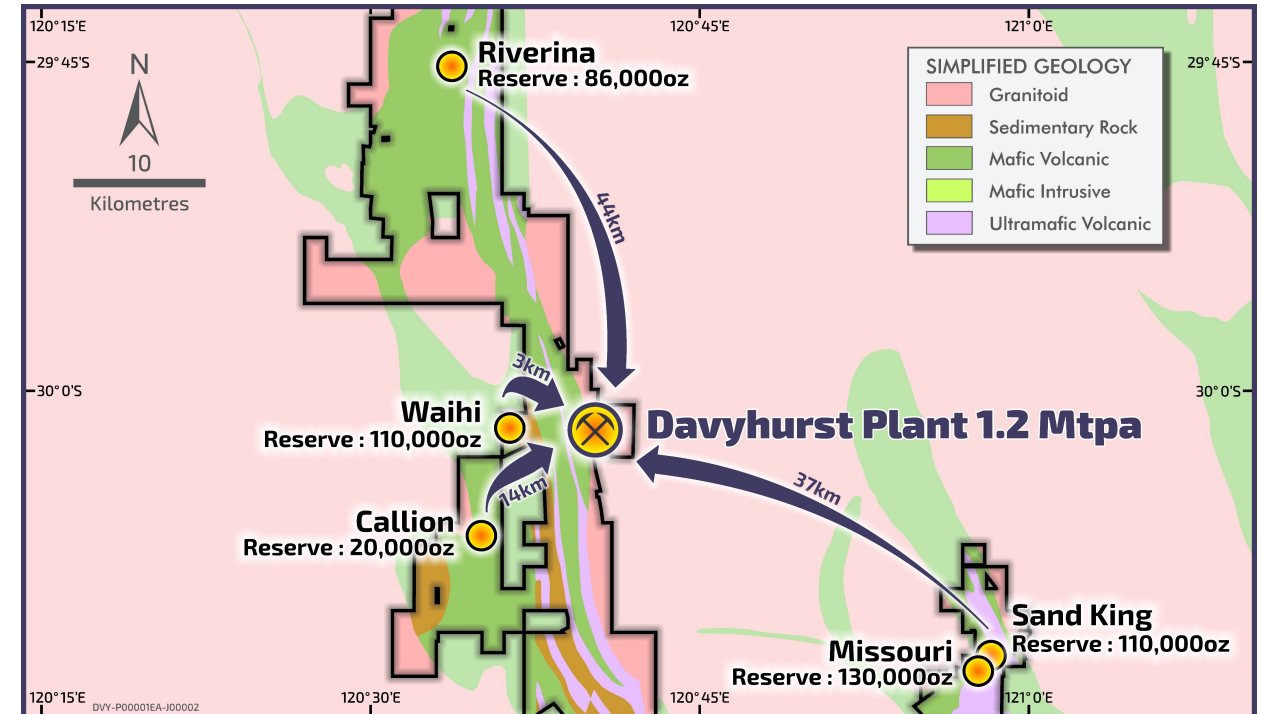 120°15'E
120°45'E
121°0'E
29°45'S
29°45'S
N
10
Kilometres
Riverina
Reserve : 86,000oz
SIMPLIFIED GEOLOGY
Granitoid
Sedimentary Rock
Mafic Volcanic
Mafic Intrusive
Ultramafic Volcanic
44km
3km
30°0'S
30°0'S
Waihi
Reserve : 110,000oz
Davyhurst Plant 1.2 Mtpa
14km
37km
Callion
Reserve : 20,000oz
Sand King
Reserve : 110,000oz
Missouri
Reserve : 130,000oz
120°15'E
120°30'E
120°45'E
121°0'E
DVY-P00001EA-J00002